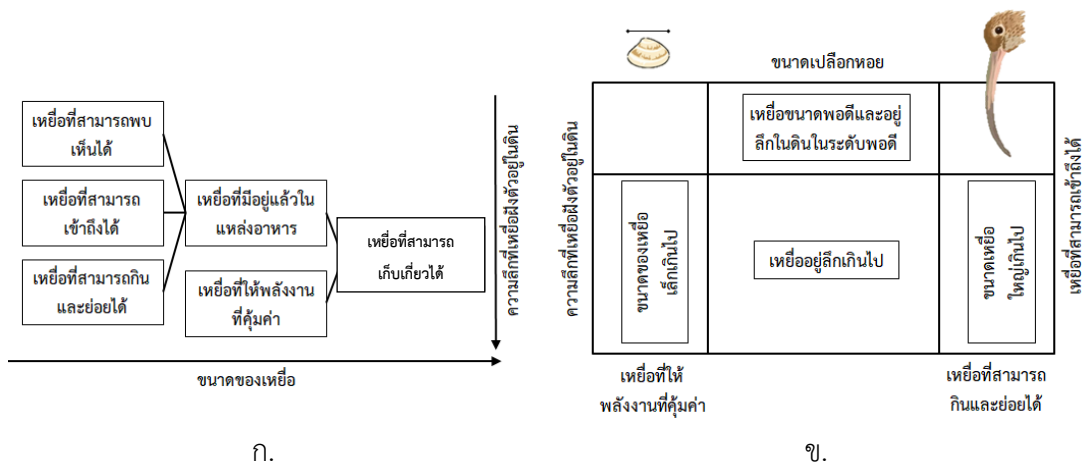 เหยื่อที่สามารถพบ
เห็นได้
เหยื่อที่สามารถ
เข้าถึงได้
เหยื่อที่สามารถกิน
และย่อยได้
เหยื่อที่มีอยู่แล้วใน
แหล่งอาหาร
เหยื่อที่ให้พลังงาน
ที่คุ้มค่า
เหยื่อที่สามารถ
เก็บเกี่ยวได้
ความลึกที่เหยื่อฝังตัวอยู่ในดิน
ขนาดของเหยื่อ
ก.
ขนาดเปลือกหอย
เหยื่อขนาดพอดีและอยู่
ลึกในดินในระดับพอดี
ความลึกที่เหยื่อฝังตัวอยู่ในดิน
ขนาดของเหยื่อ
เล็กเกินไป
เหยื่ออยู่ลึกเกินไป
ขนาดเหยื่อ
ใหญ่เกินไป
เหยื่อที่สามารถเข้าถึงได้
เหยื่อที่ให้
พลังงานที่คุ้มค่า
เหยื่อที่สามารถ
กินและย่อยได้
ข.